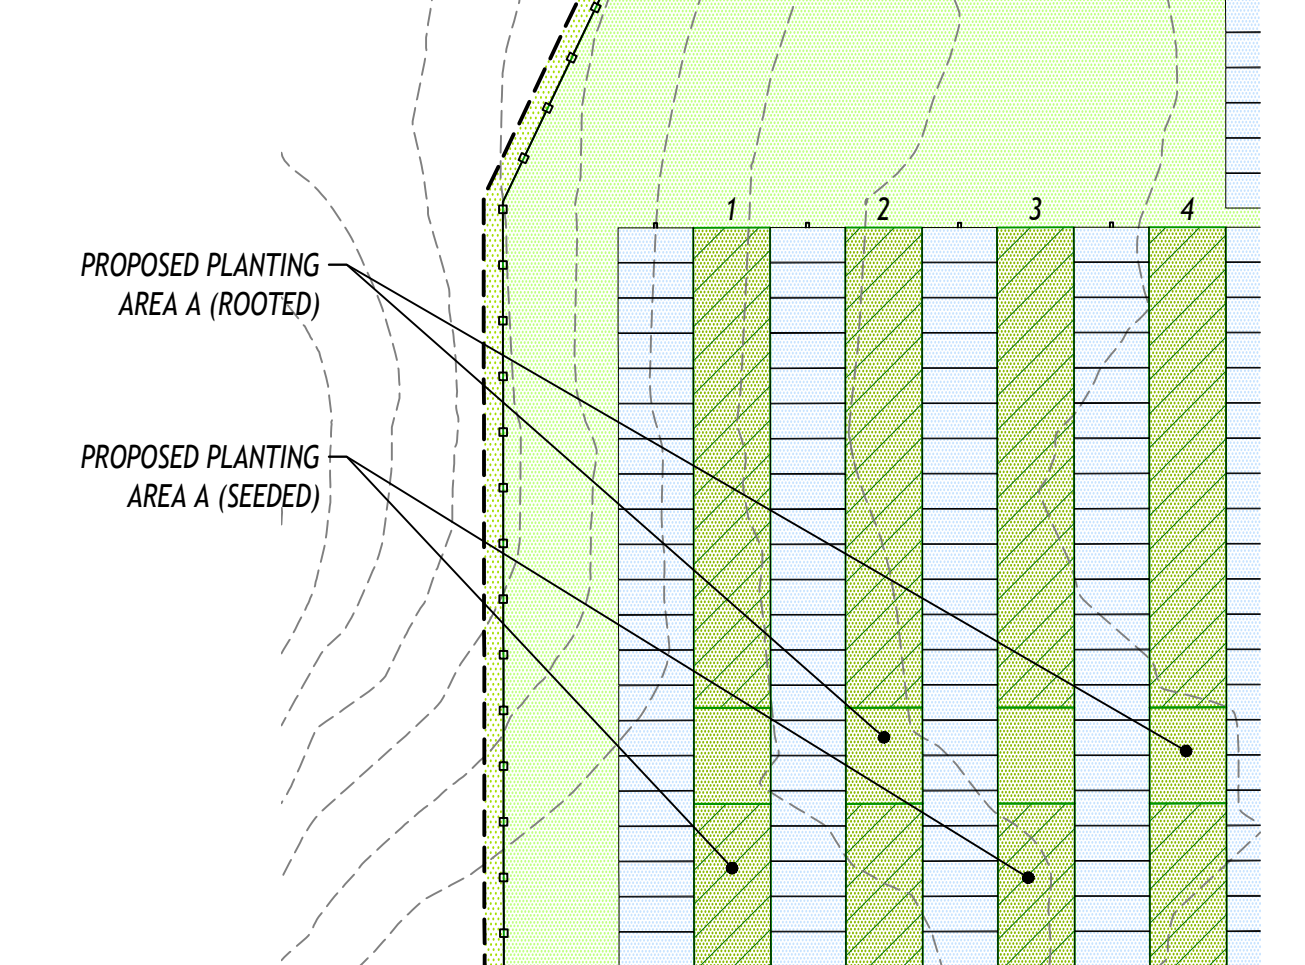 1 2 3 4
PROPOSED PLANTING
AREA A (ROOTED)
PROPOSED PLANTING
AREA A (SEEDED)